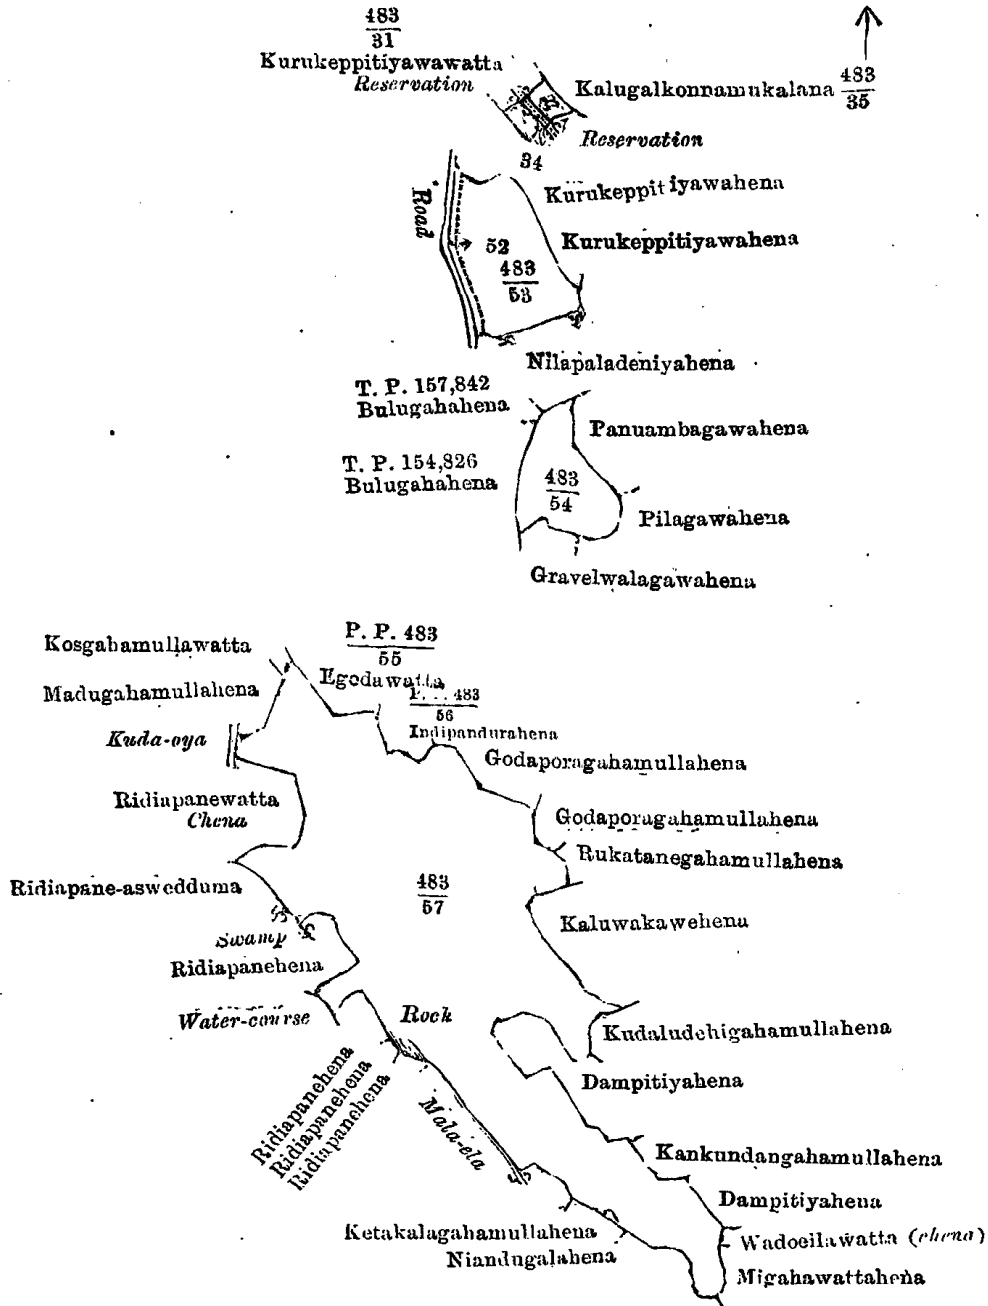 483
31
Kurukeppitiyawawatta
Reservation
Kalugalkonnamukalana 483
35
Reservation
34
Kurukeppitiyawahena
Road
Kurukeppitiyawahena
52
483
53
Nilapaladeniyahena
T. P. 157,842
Bulugahahena
Panuambagawahena
T. P. 154,826
Bulugahahena
483
54
Pilagawahena
Gravelwalagawahena
P. P. 483
55
Kosgahamullawatta
Egodawatta
Madugahamullahena
P. P. 483
56
Indipandurahena
Kuda-oya
Godaporagahamullahena
Ridiapanewatta
Chena
Godaporagahamullahena
Rukatanegahamullahena
Ridiapane-aswedduma
483
57
Kaluwakawehena
Swamp
Ridiapanehena
Water-course
Rock
Kudaludehigahamullahena
Ridiapanehena
Ridiapanehena
Ridiapanehena
Dampitiyahena
Mala-ela
Kankundangahamullahena
Dampitiyahena
Ketakalagahamullahena
Niandugalahena
Wadoeilawatta (chena)
Migahawattahena